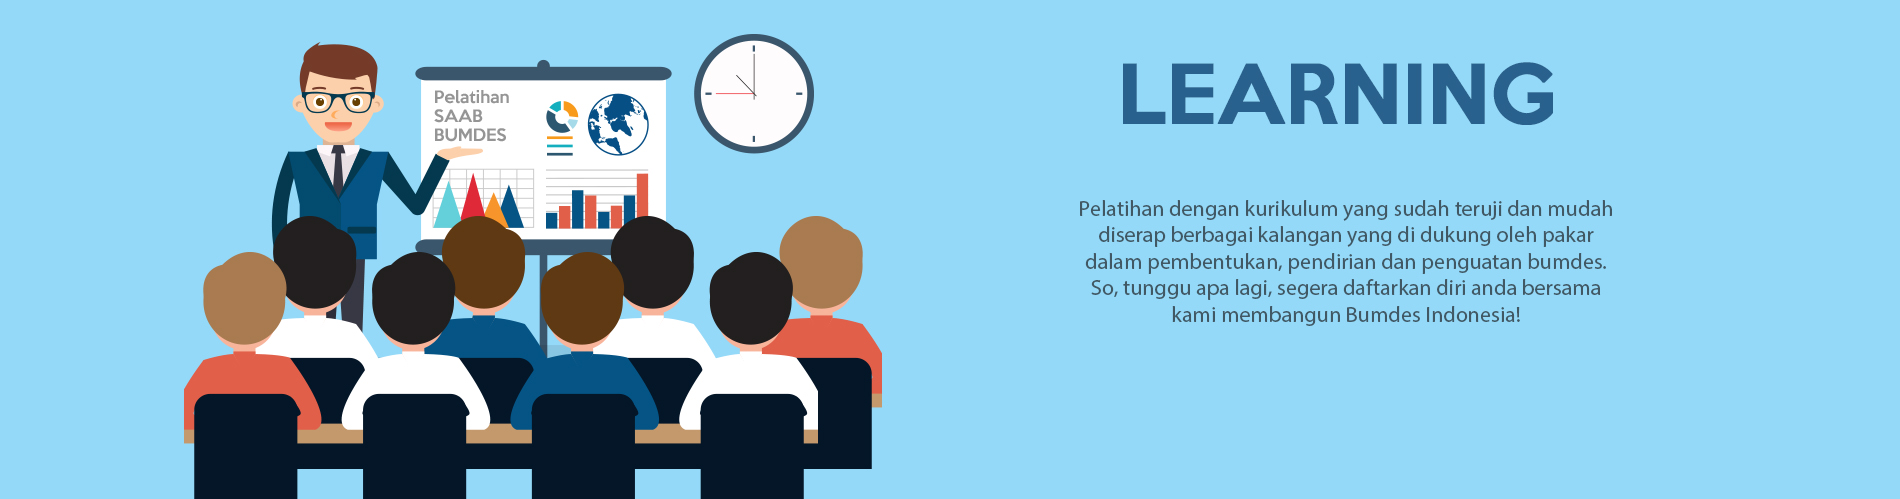 Pelatihan
SAAB
BUMDES
LEARNING
Pelatihan dengan kurikulum yang sudah teruji dan mudah
diserap berbagai kalangan yang di dukung oleh pakar
dalam pembentukan, pendirian dan penguatan bumdes.
So, tunggu apa lagi, segera daftarkan diri anda bersama
kami membangun Bumdes Indonesia!